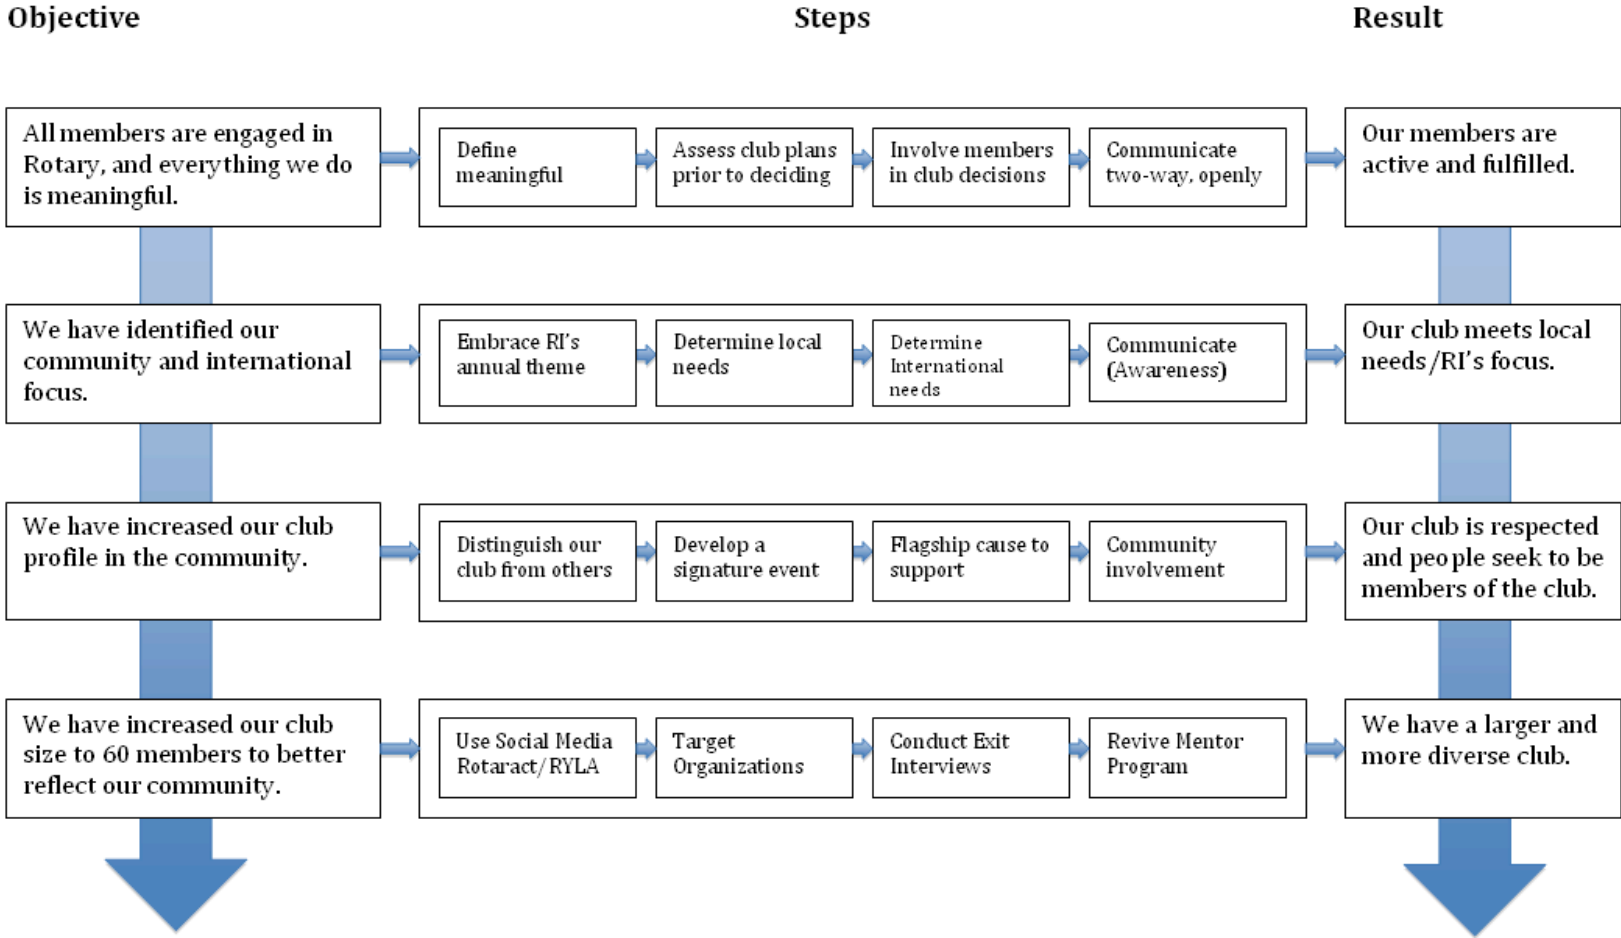 Objective
Steps
Result
All members are engaged in
Rotary, and everything we do
is meaningful.
Define
meaningful
Assess club plans
prior to deciding
Involve members
in club decisions
Communicate
two-way, openly
Our members are
active and fulfilled.
We have identified our
community and international
focus.
Embrace RI's
annual theme
Determine local
needs
Determine
International
needs
Communicate
(Awareness)
Our club meets local
needs/RI's focus.
We have increased our club
profile in the community.
Distinguish our
club from others
Develop a
signature event
Flagship cause to
support
Community
involvement
Our club is respected
and people seek to be
members of the club.
We have increased our club
size to 60 members to better
reflect our community.
Use Social Media
Rotaract/RYLA
Target
Organizations
Conduct Exit
Interviews
Revive Mentor
Program
We have a larger and
more diverse club.